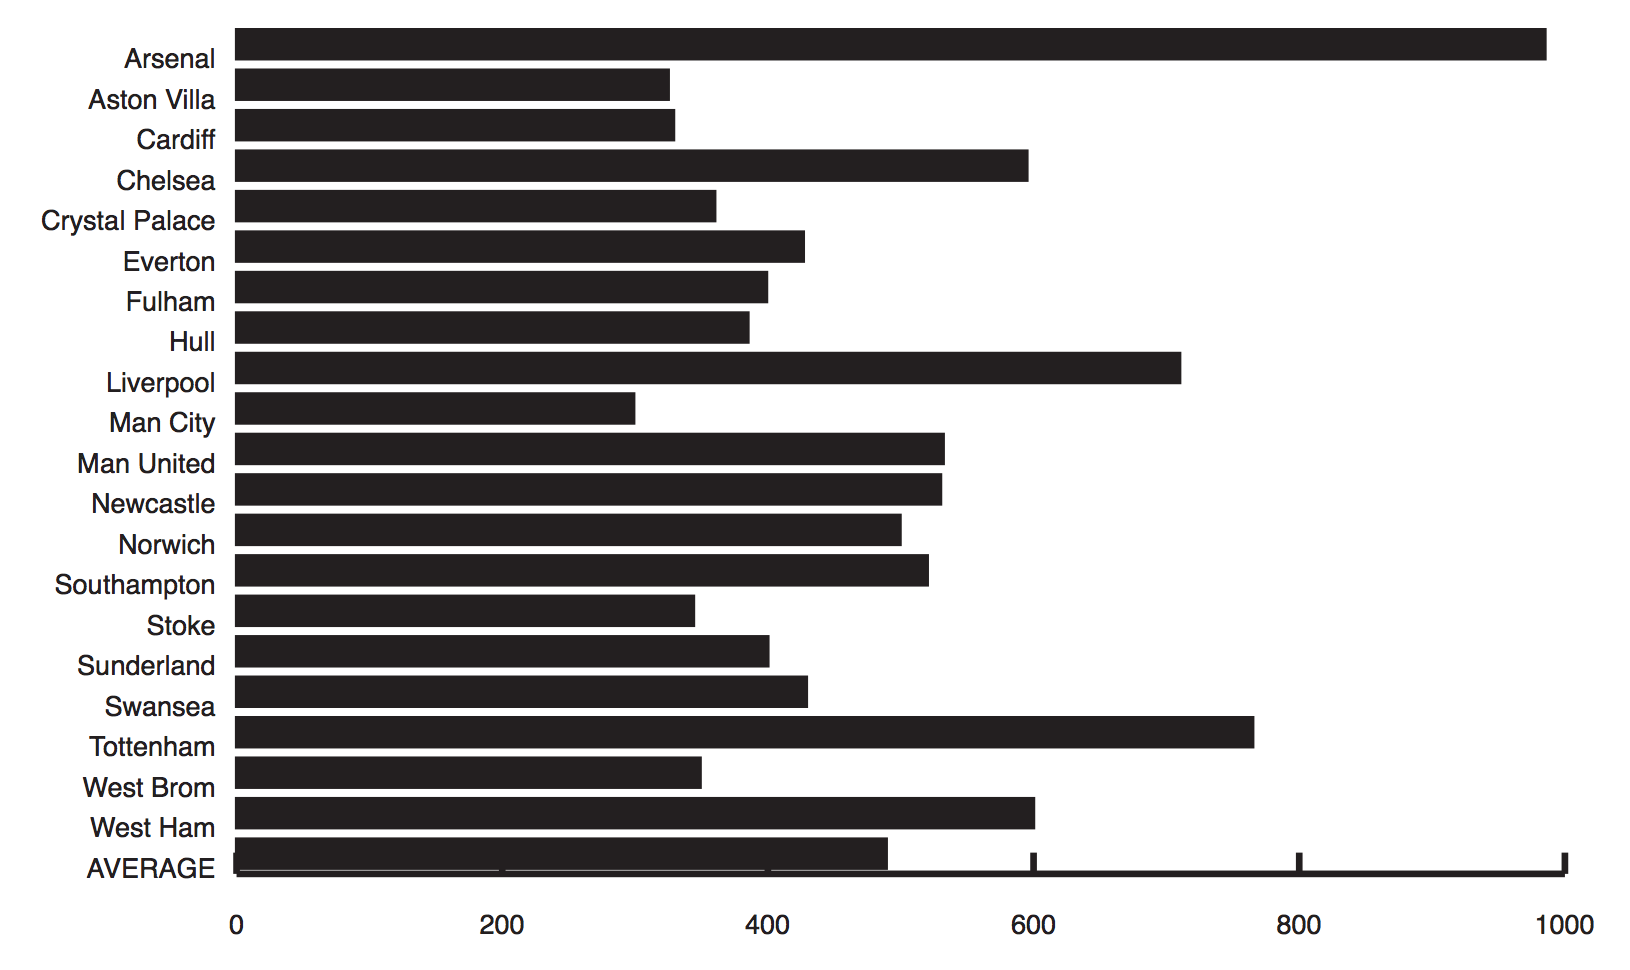 Arsenal
Aston Villa
Cardiff
Chelsea
Crystal Palace
Everton
Fulham
Hull
Liverpool
Man City
Man United
Newcastle
Norwich
Southampton
Stoke
Sunderland
Swansea
Tottenham
West Brom
West Ham
AVERAGE
0 200 400 600 800 1000